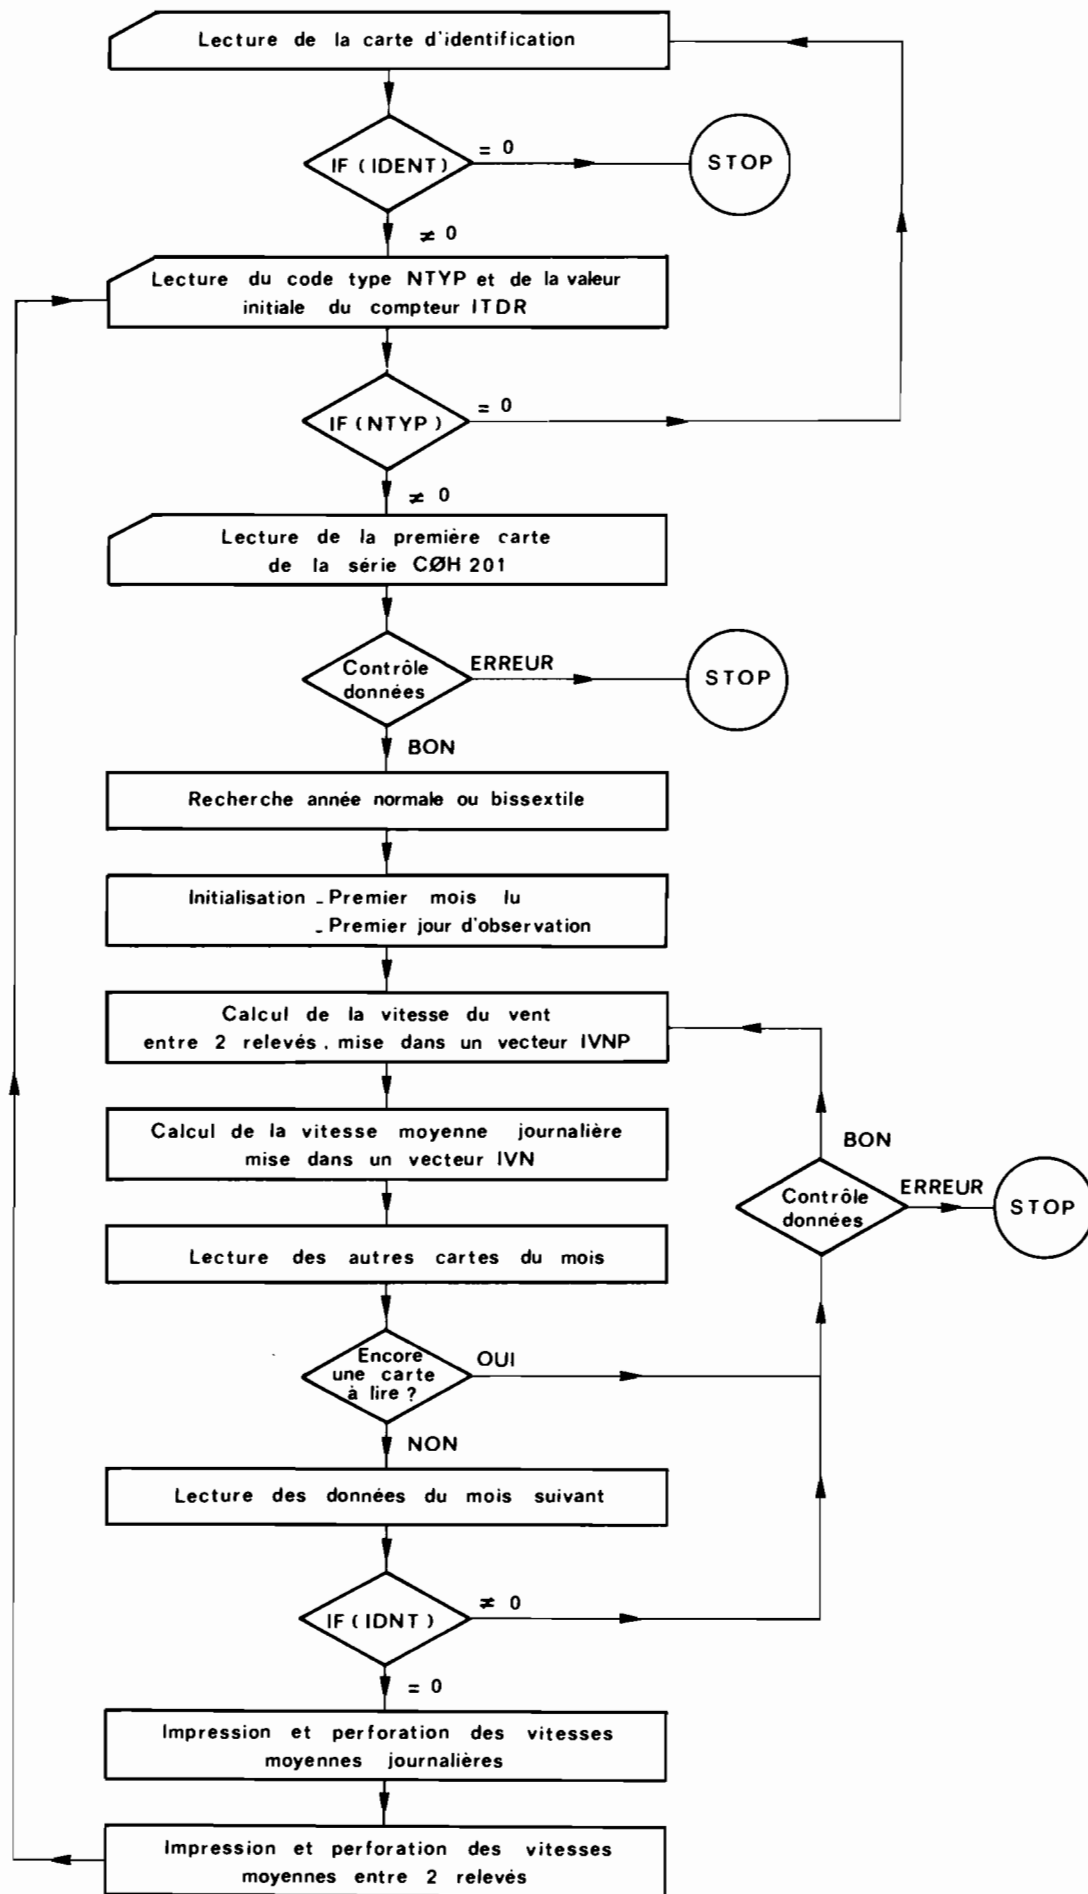 Lecture de la carte d'identification
IF (IDENT)
= 0
STOP
≠ 0
Lecture du code type NTYP et de la valeur
initiale du compteur ITDR
IF (NTYP)
= 0
≠ 0
Lecture de la première carte
de la série CØH 201
Contrôle
données
ERREUR
STOP
BON
Recherche année normale ou bissextile
Initialisation - Premier mois lu
- Premier jour d'observation
Calcul de la vitesse du vent
entre 2 relevés. mise dans un vecteur IVNP
Calcul de la vitesse moyenne journalière
mise dans un vecteur IVN
BON
Contrôle
données
ERREUR
STOP
Lecture des autres cartes du mois
Encore
une carte
à lire ?
OUI
NON
Lecture des données du mois suivant
IF (IDNT)
≠ 0
= 0
Impression et perforation des vitesses
moyennes journalières
Impression et perforation des vitesses
moyennes entre 2 relevés